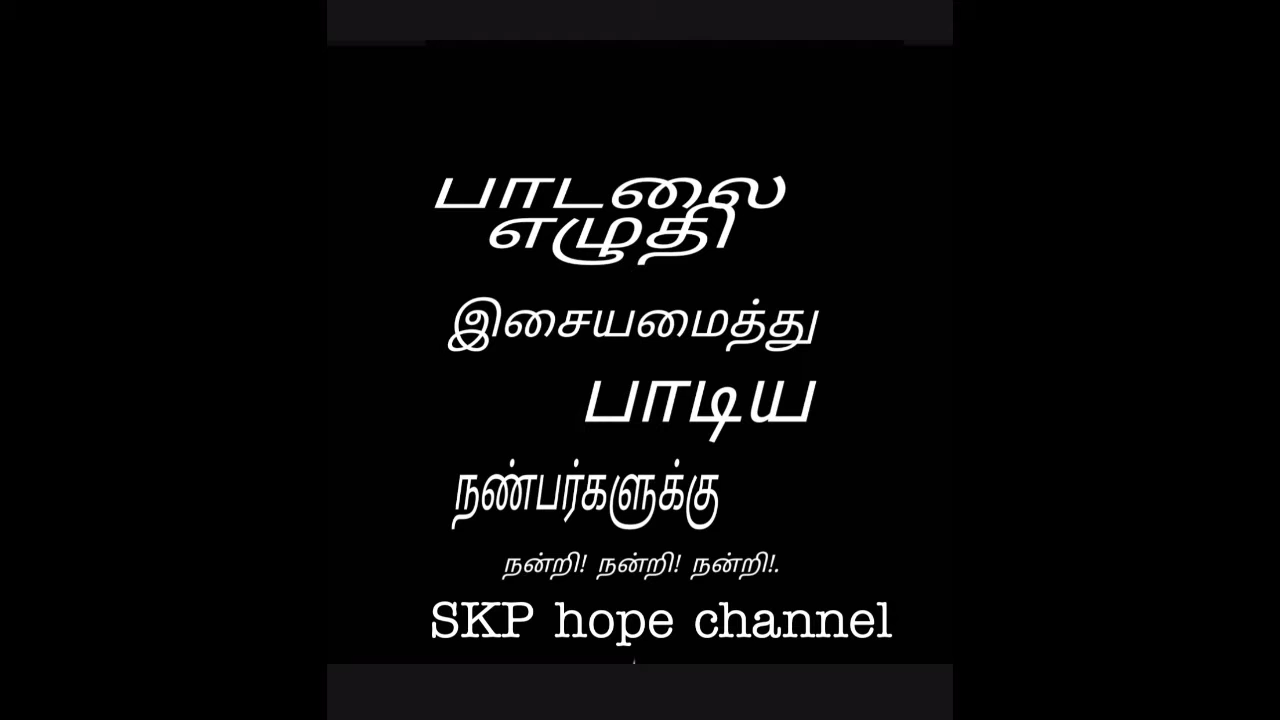 பாடலை
எழுதி
இசையமைத்து
பாடிய
நண்பர்களுக்கு
நன்றி! நன்றி! நன்றி!.
SKP hope channel